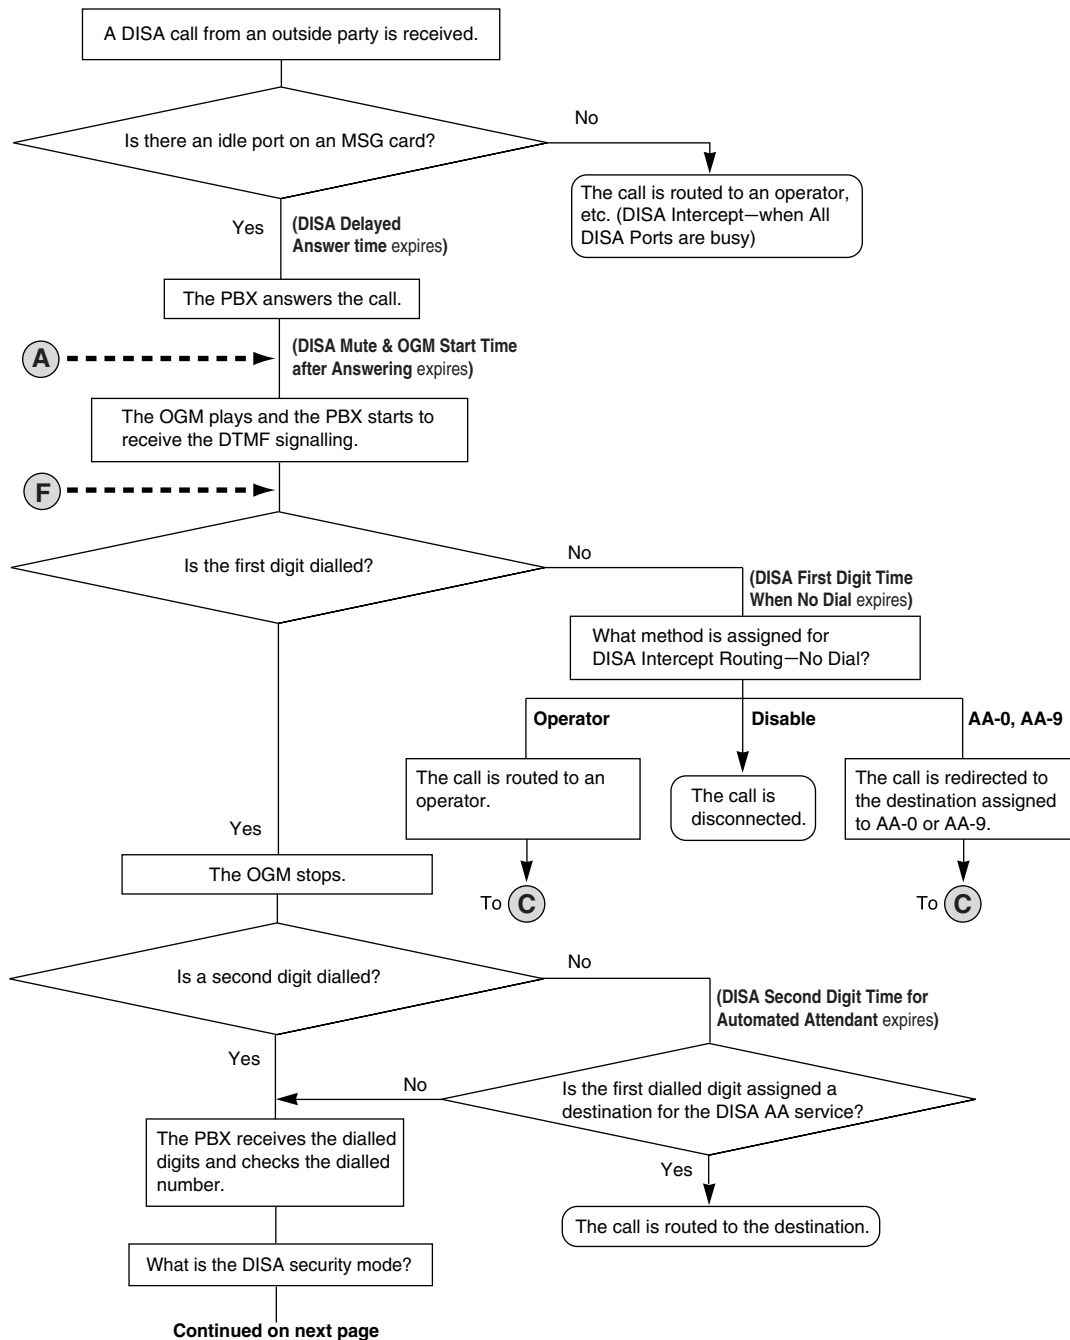 A DISA call from an outside party is received.
Is there an idle port on an MSG card?
No
The call is routed to an operator,
etc. (DISA Intercept—when All
DISA Ports are busy)
Yes
(DISA Delayed
Answer time expires)
The PBX answers the call.
A
(DISA Mute & OGM Start Time
after Answering expires)
The OGM plays and the PBX starts to
receive the DTMF signalling.
F
Is the first digit dialled?
No
(DISA First Digit Time
When No Dial expires)
What method is assigned for
DISA Intercept Routing—No Dial?
Operator
Disable
AA-0, AA-9
The call is routed to an
operator.
The call is
disconnected.
The call is redirected to
the destination assigned
to AA-0 or AA-9.
Yes
The OGM stops.
To C
To C
Is a second digit dialled?
No
(DISA Second Digit Time for
Automated Attendant expires)
Yes
No
Is the first dialled digit assigned a
destination for the DISA AA service?
The PBX receives the dialled
digits and checks the dialled
number.
Yes
The call is routed to the destination.
What is the DISA security mode?
Continued on next page